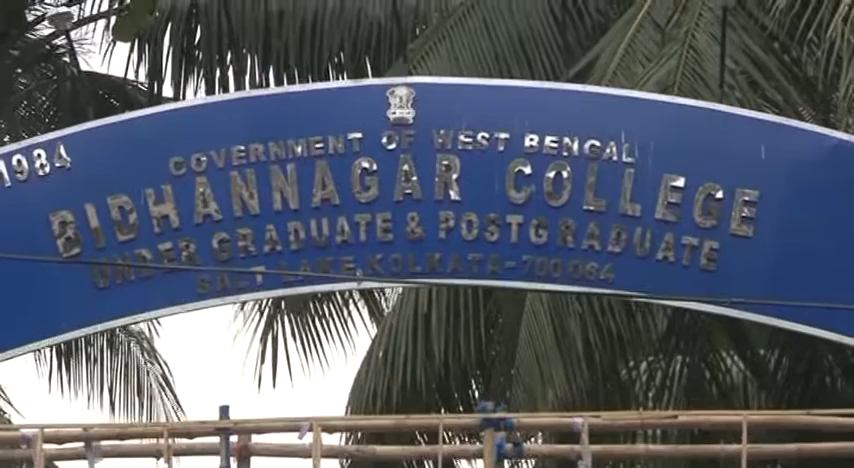 1984
GOVERNMENT OF WEST BENGAL
BIDHANNAGAR COLLEGE
UNDER GRADUATE & POSTGRADUATE
SALT LAKE KOLKATA-700 064